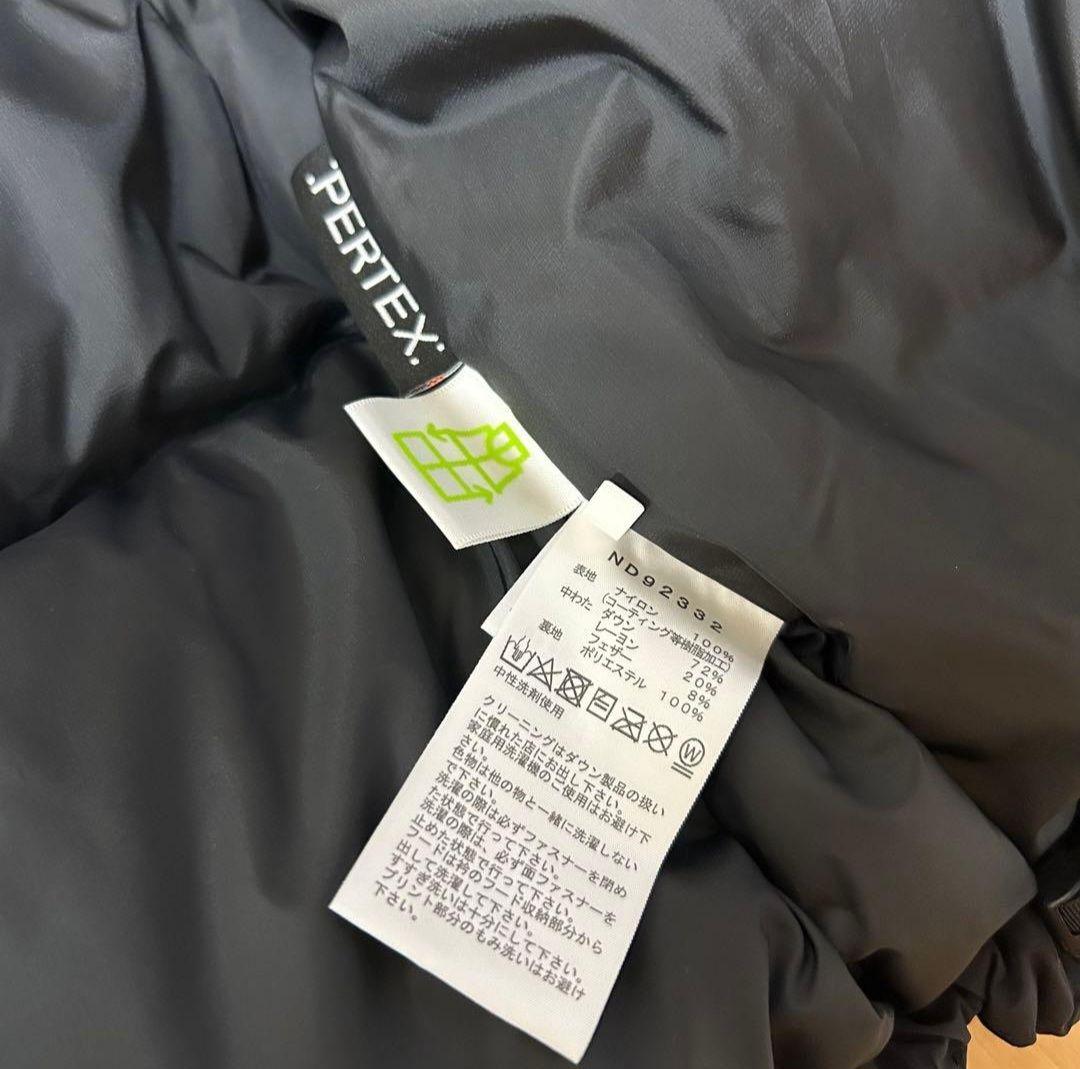 PERTEX
ND92332
表地 ナイロン 100%
(コーティング等樹脂加工)
中わた ダウン 72%
レーヨン 20%
フェザー 8%
裏地 ポリエステル 100%
W
中性洗剤使用
クリーニングはダウン製品の扱い
に慣れた店にお出し下さい。
家庭用洗濯機のご使用はお避け下
さい。
色物は他の物と一緒に洗濯しない
で下さい。
洗濯の際は必ずファスナーを閉め
た状態で行って下さい。
洗濯の際は、必ず面ファスナーを
止めた状態で行って下さい。
フードは衿のフード収納部分から
出して洗濯して下さい。
すすぎ洗いは十分にして下さい。
プリント部分のもみ洗いはお避け
下さい。